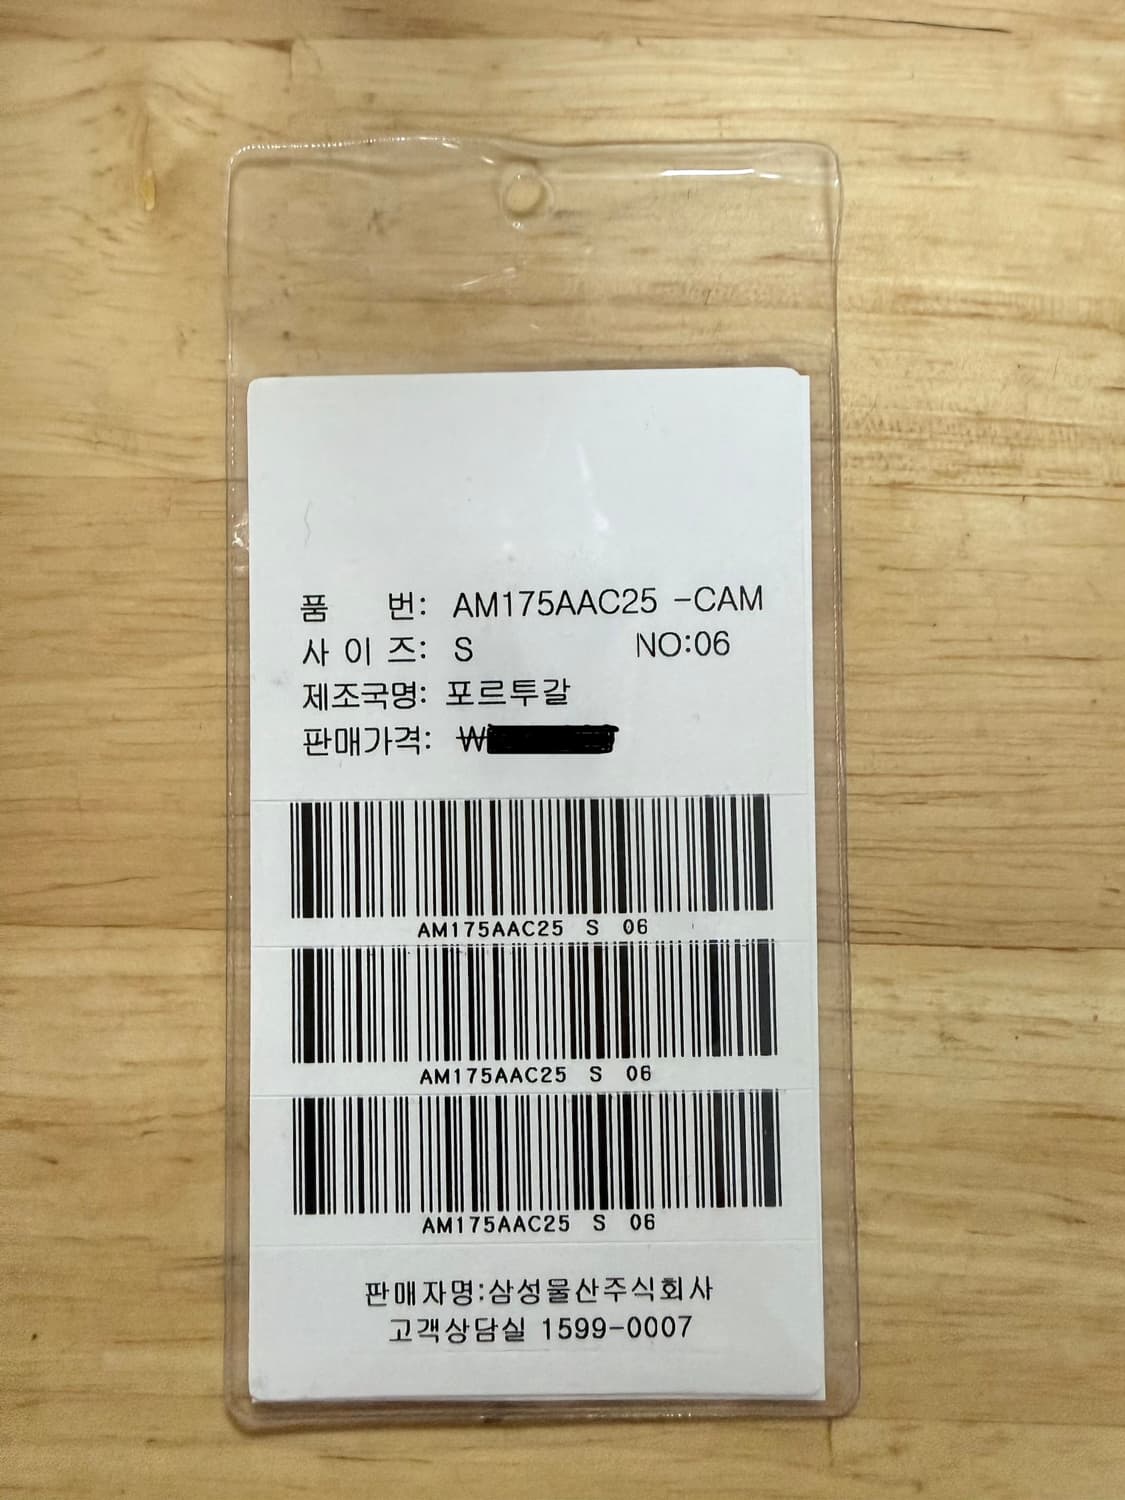 품 번: AM175AAC25 -CAM
사 이 즈: S NO:06
제조국명: 포르투갈
판매가격: ₩
AM175AAC25 S 06
AM175AAC25 S 06
AM175AAC25 S 06
판매자명:삼성물산주식회사
고객상담실 1599-0007